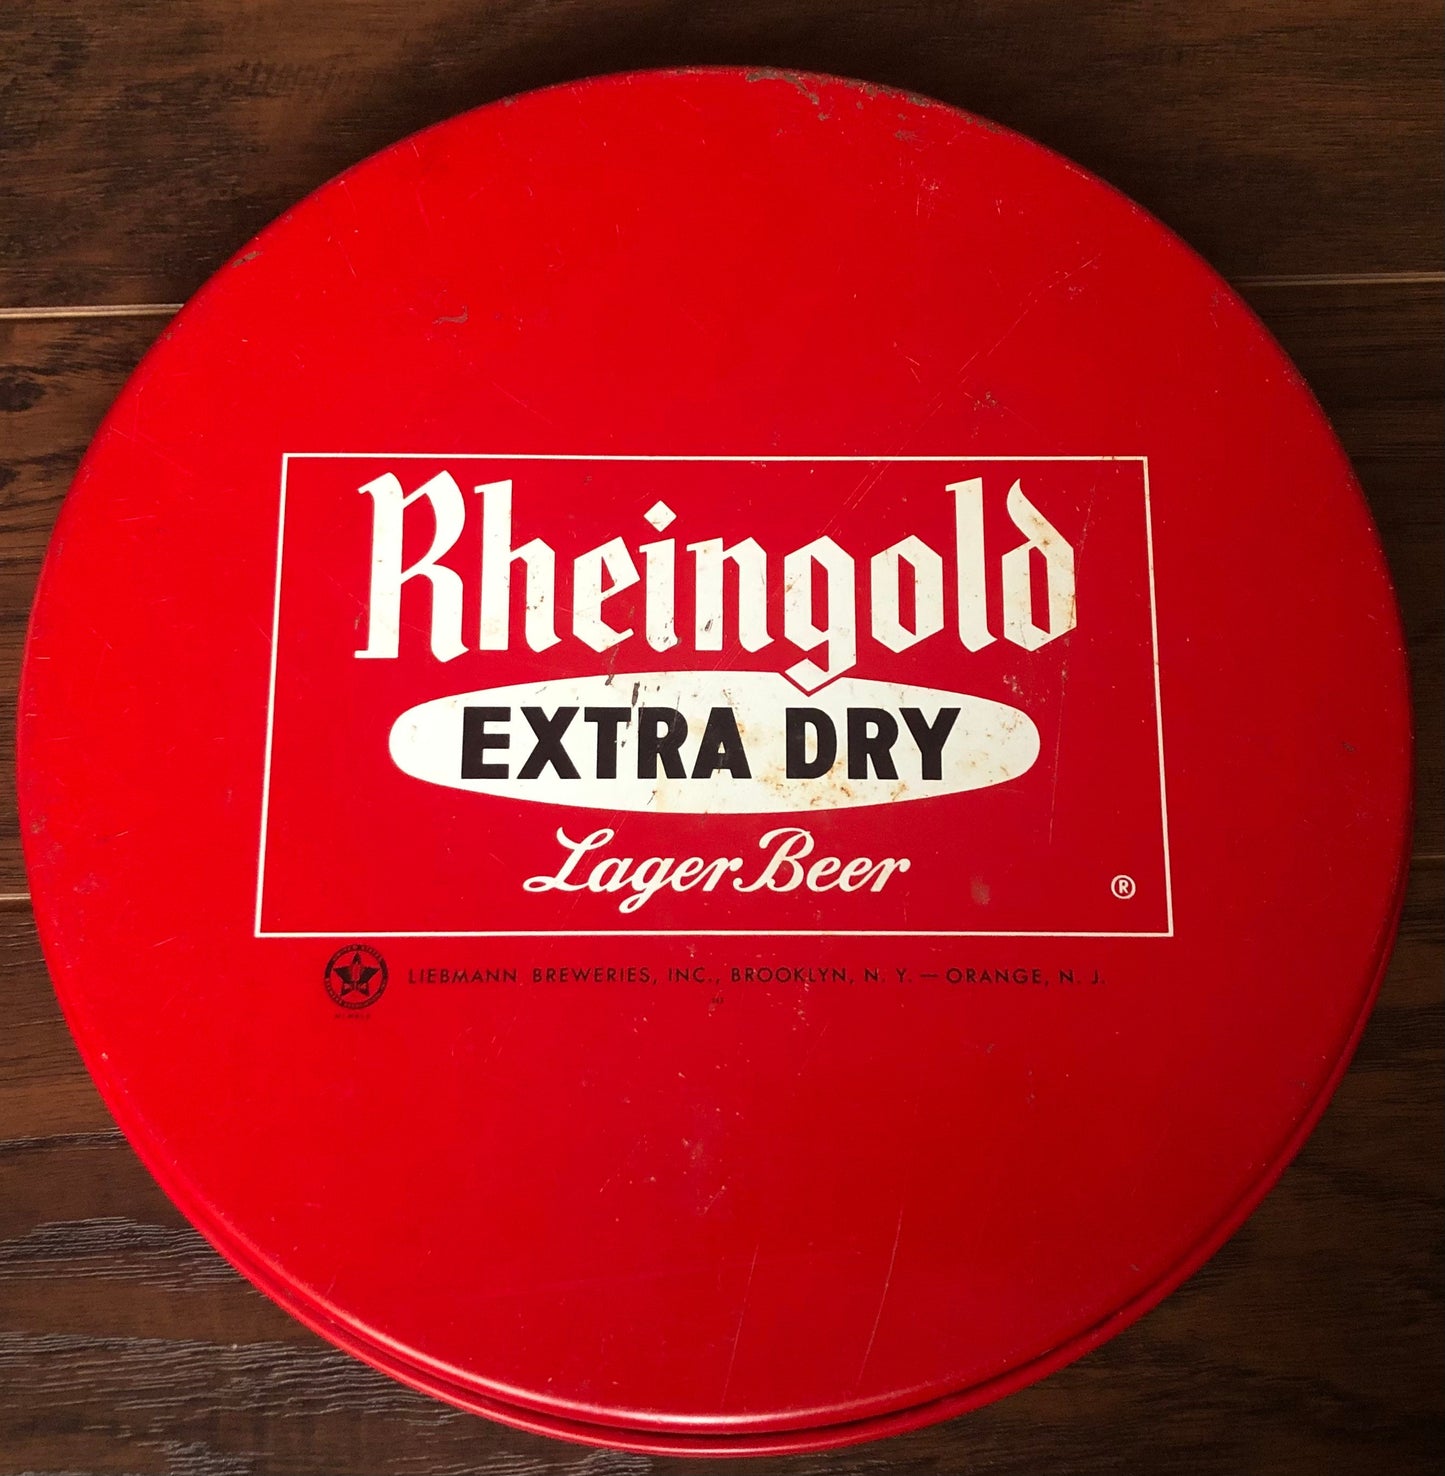 Rheingold
EXTRA DRY
Lager Beer
®
LIEBMANN BREWERIES, INC., BROOKLYN, N. Y. — ORANGE, N. J.